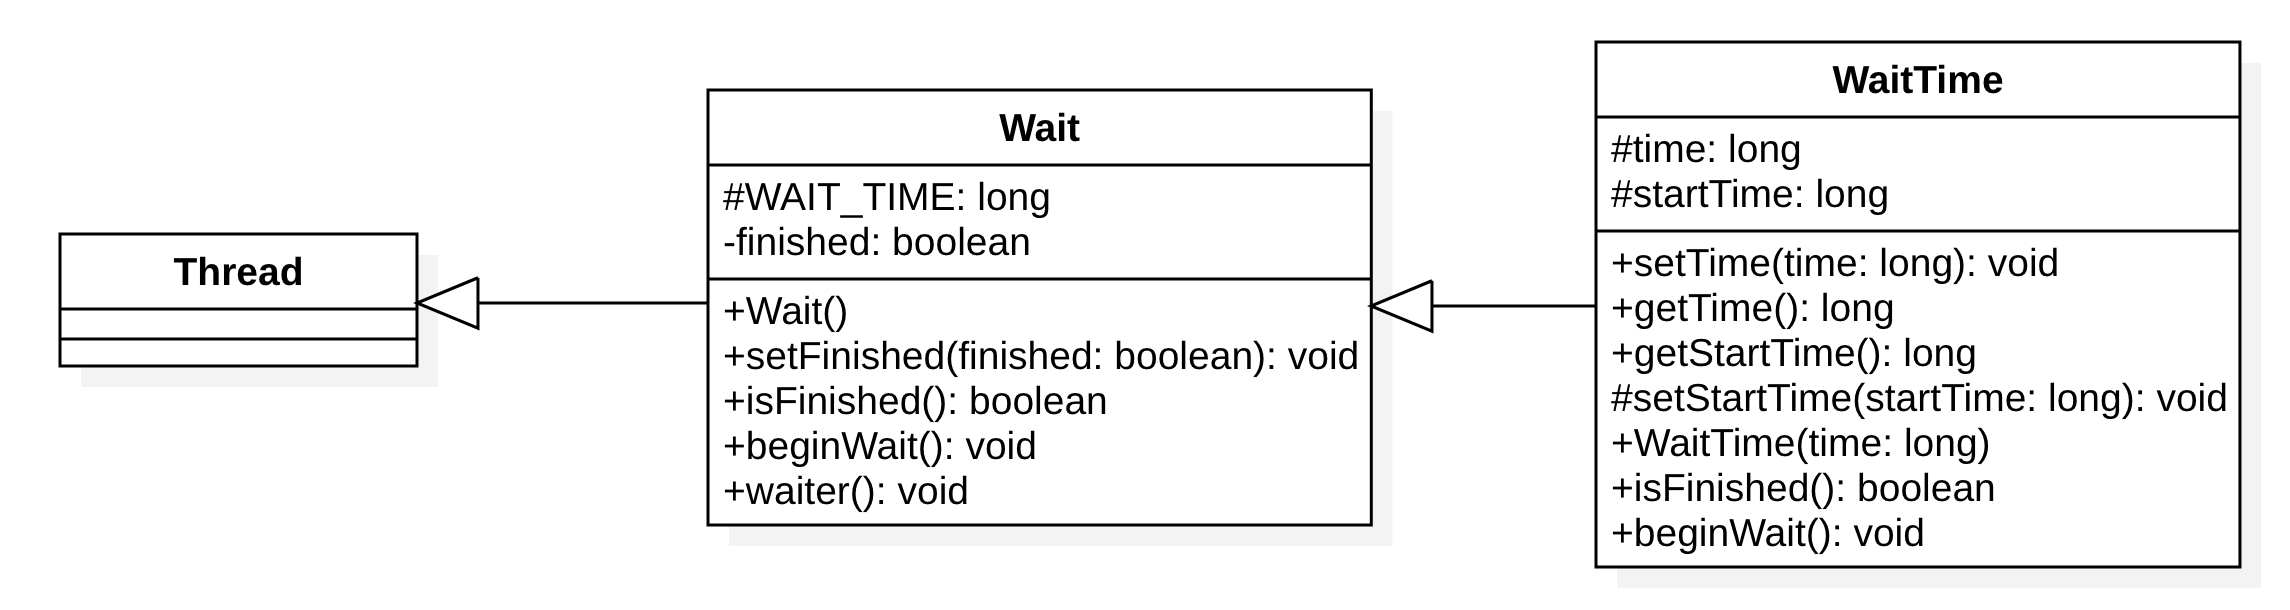 Thread
Wait
#WAIT_TIME: long
-finished: boolean
+Wait()
+setFinished(finished: boolean): void
+isFinished(): boolean
+beginWait(): void
+waiter(): void
WaitTime
#time: long
#startTime: long
+setTime(time: long): void
+getTime(): long
+getStartTime(): long
#setStartTime(startTime: long): void
+WaitTime(time: long)
+isFinished(): boolean
+beginWait(): void